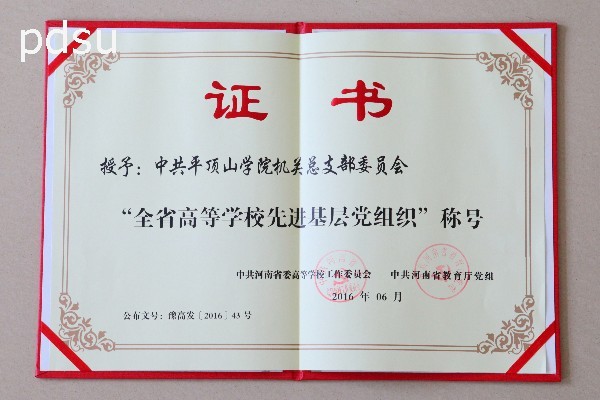 pdsu
证书
授予：中共平顶山学院机关总支部委员会
“全省高等学校先进基层党组织”称号
中共河南省委高等学校工作委员会 中共河南省教育厅党组
2016 年 06 月
公布文号：豫高发［2016］43 号